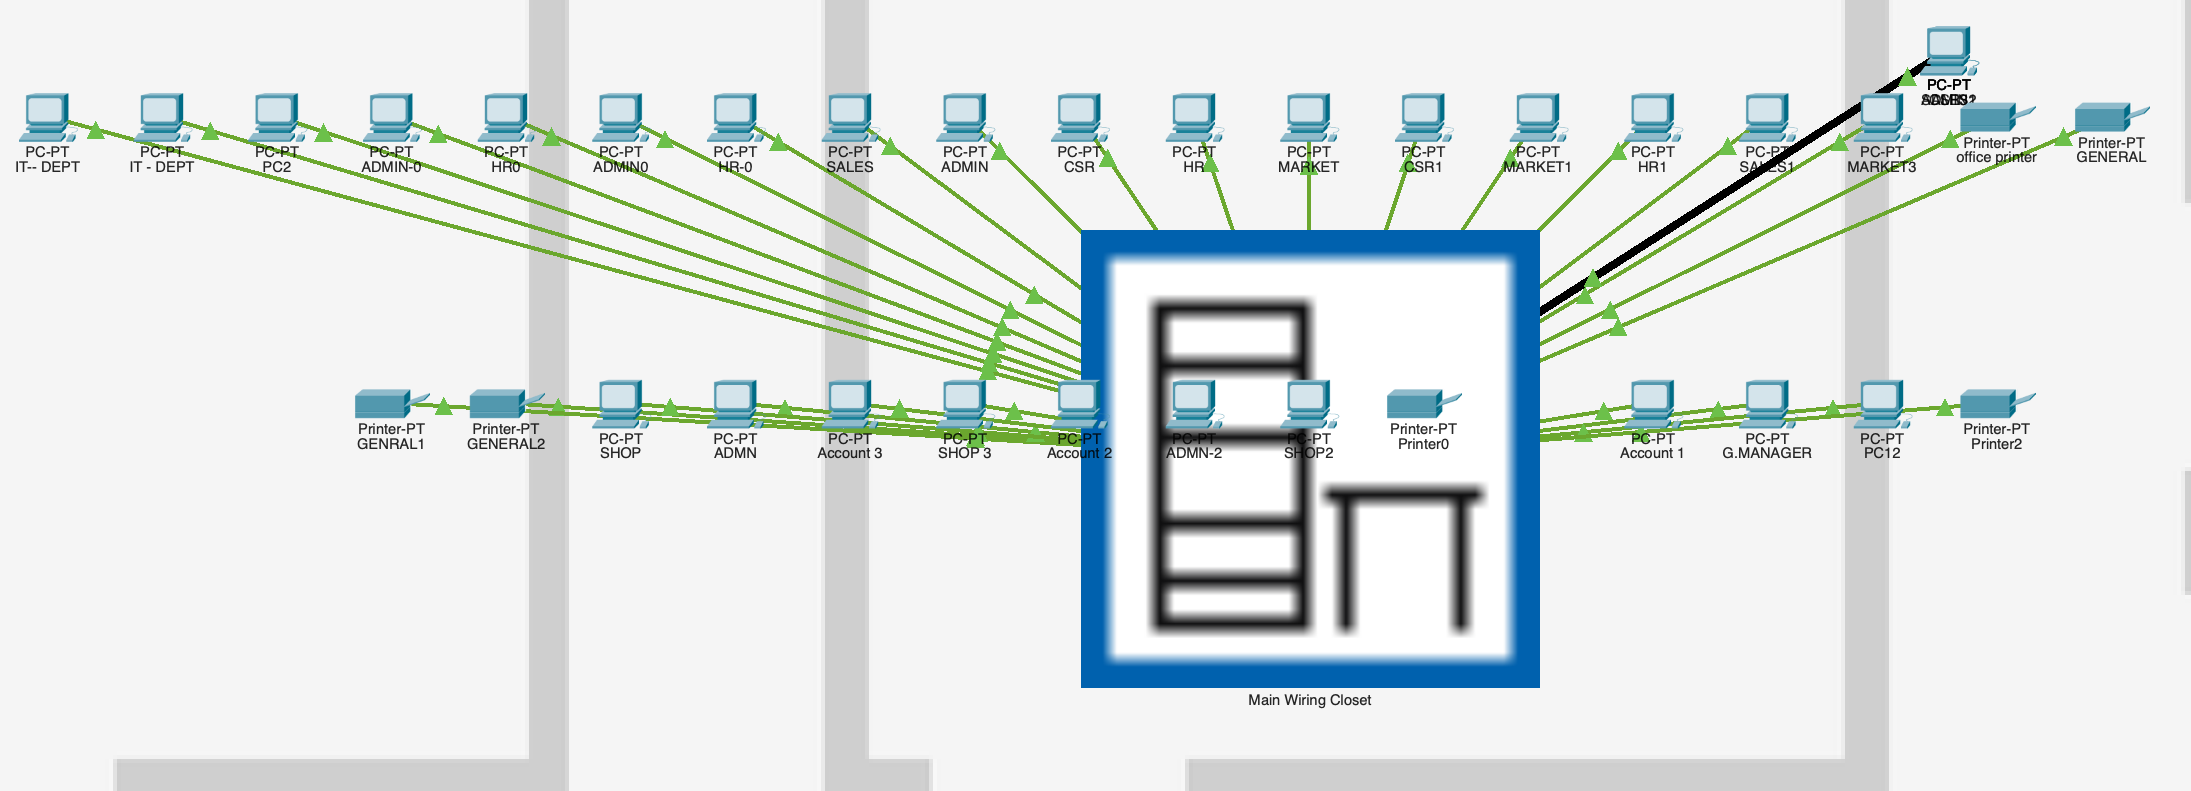 PC-PT
PC-PT
IT-- DEPT
PC-PT
IT - DEPT
PC-PT
PC2
PC-PT
ADMIN-0
PC-PT
HR0
PC-PT
ADMIN0
PC-PT
HR-0
PC-PT
SALES
PC-PT
ADMIN
PC-PT
CSR
PC-PT
HR
PC-PT
MARKET
PC-PT
CSR1
PC-PT
MARKET1
PC-PT
HR1
PC-PT
SALES1
PC-PT
MARKET3
Printer-PT
office printer
Printer-PT
GENERAL
Printer-PT
GENRAL1
Printer-PT
GENERAL2
PC-PT
SHOP
PC-PT
ADMN
PC-PT
Account 3
PC-PT
SHOP 3
PC-PT
Account 2
PC-PT
ADMN-2
PC-PT
SHOP2
Printer-PT
Printer0
PC-PT
Account 1
PC-PT
G.MANAGER
PC-PT
PC12
Printer-PT
Printer2
Main Wiring Closet